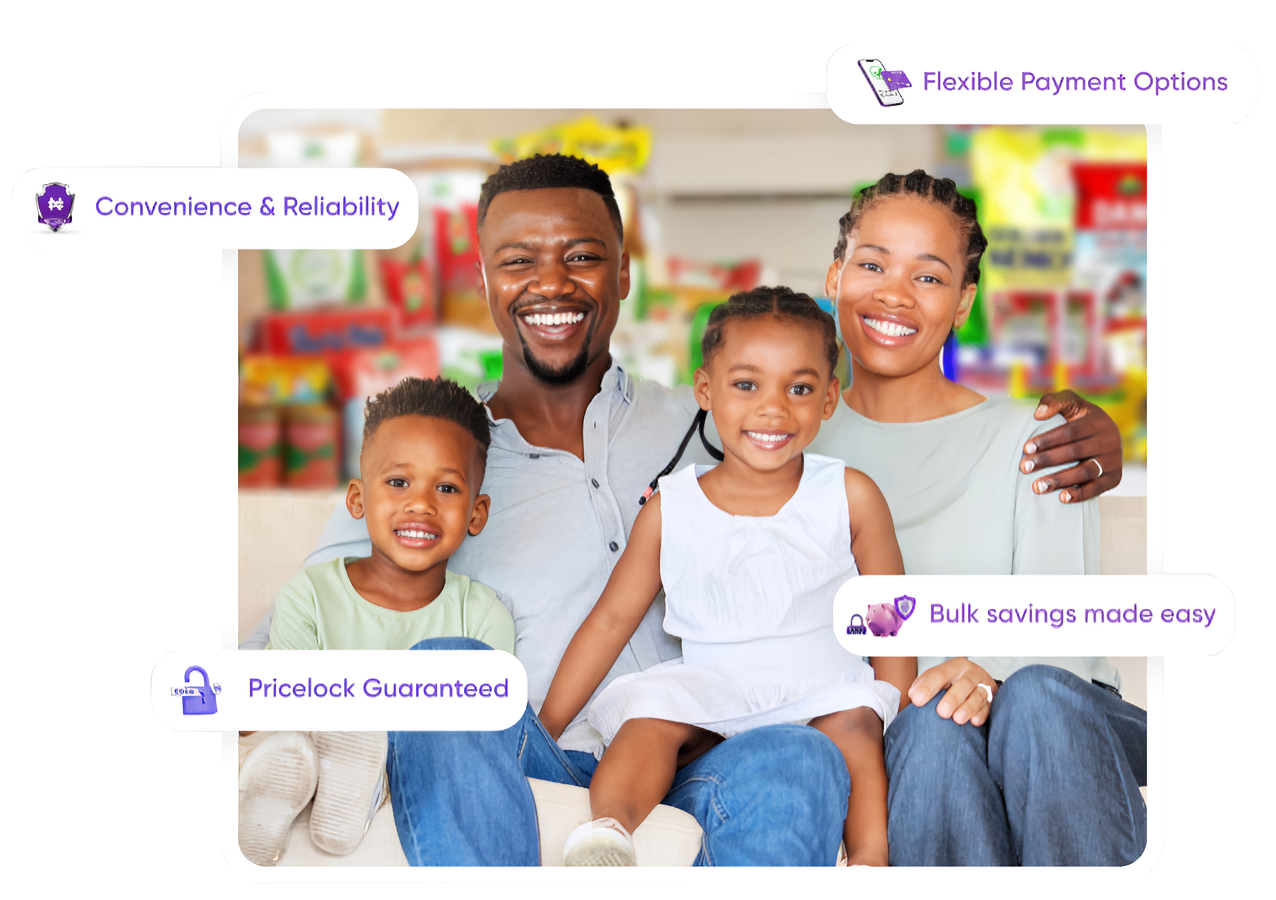 Flexible Payment Options
Convenience & Reliability
Bulk savings made easy
Pricelock Guaranteed